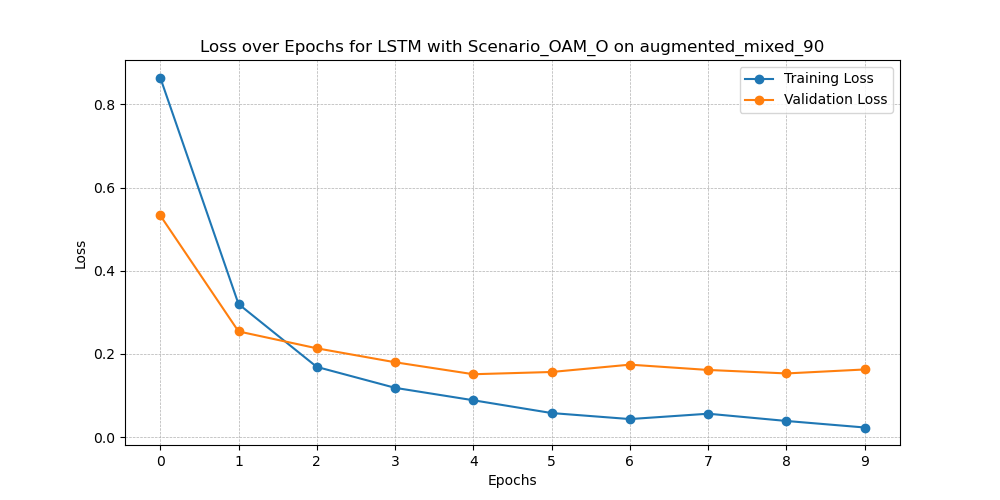 Loss over Epochs for LSTM with Scenario_OAM_O on augmented_mixed_90
Training Loss
Validation Loss
0.8
0.6
0.4
0.2
0.0
Loss
0 1 2 3 4 5 6 7 8 9
Epochs